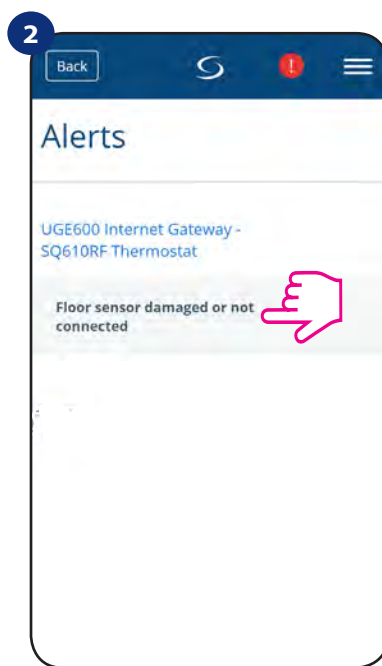 2
Back
!
Alerts
UGE600 Internet Gateway -
SQ610RF Thermostat
Floor sensor damaged or not
connected